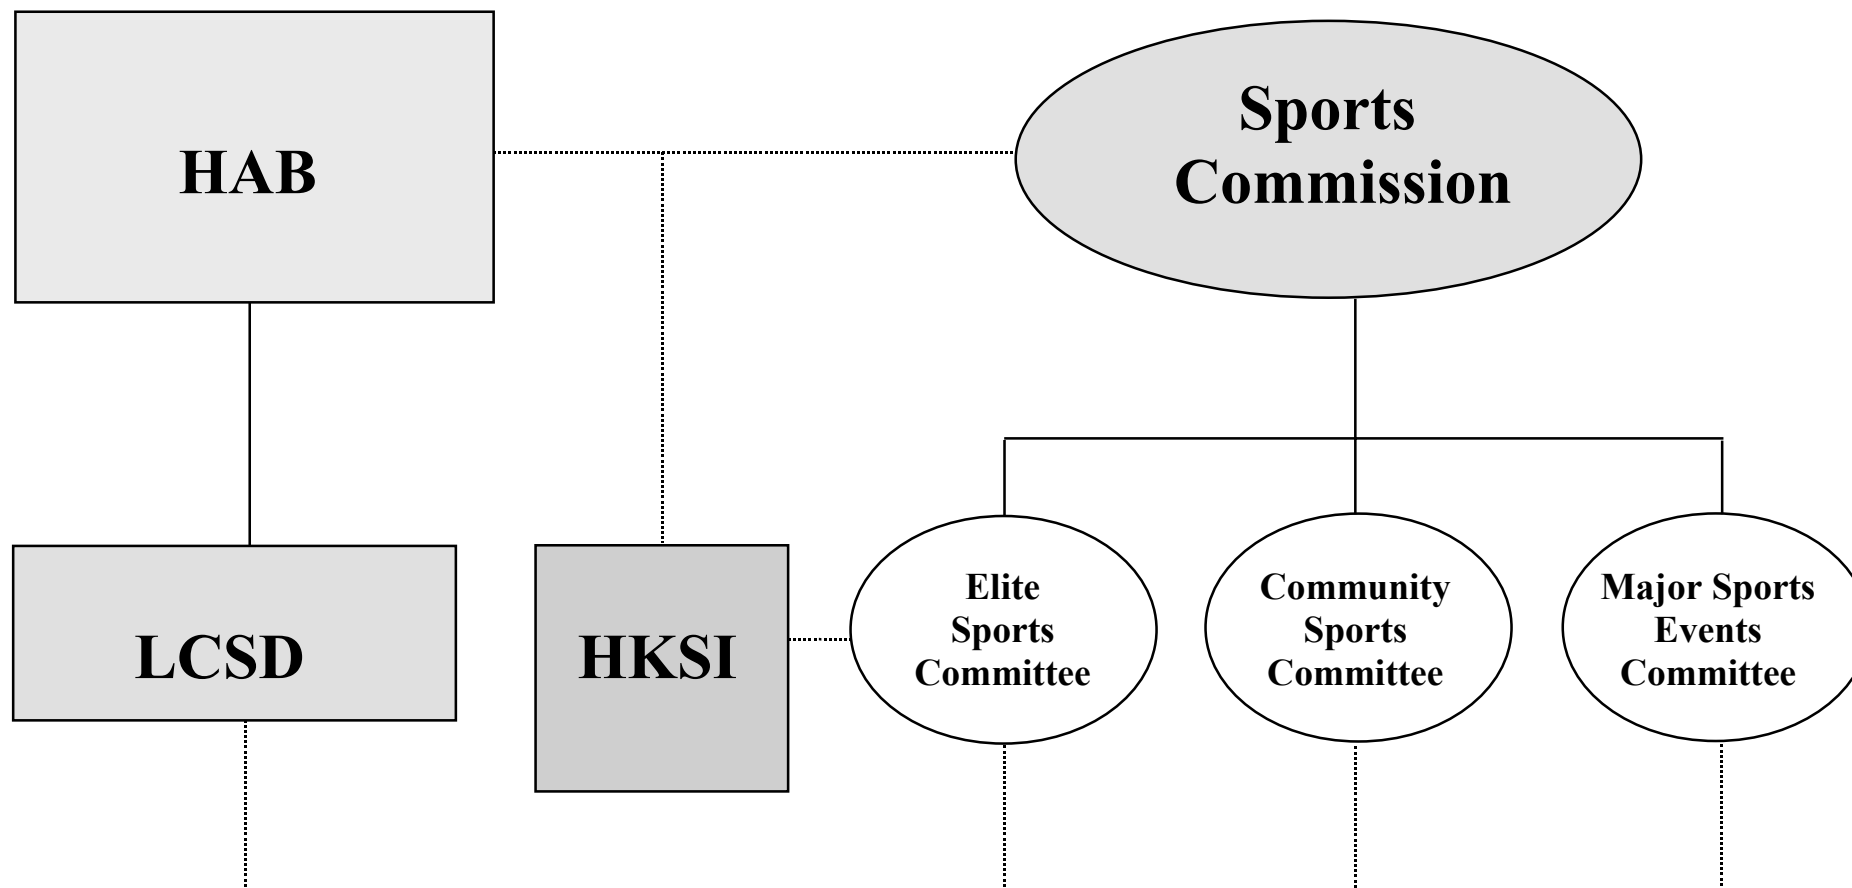 HAB
Sports
Commission
LCSD
HKSI
Elite
Sports
Committee
Community
Sports
Committee
Major Sports
Events
Committee